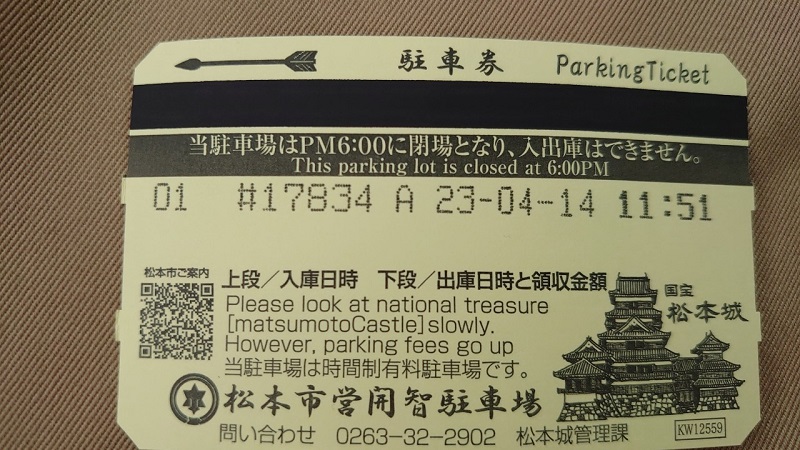 駐車券 ParkingTicket
当駐車場はPM6:00に閉場となり、入出庫はできません。
This parking lot is closed at 6:00PM
01 #17834 A 23-04-14 11:51
松本市ご案内
上段／入庫日時 下段／出庫日時と領収金額
Please look at national treasure
[matsumotoCastle]slowly.
However, parking fees go up
当駐車場は時間制有料駐車場です。
国宝
松本城
松本市営開智駐車場
問い合わせ 0263-32-2902 松本城管理課
KW12559